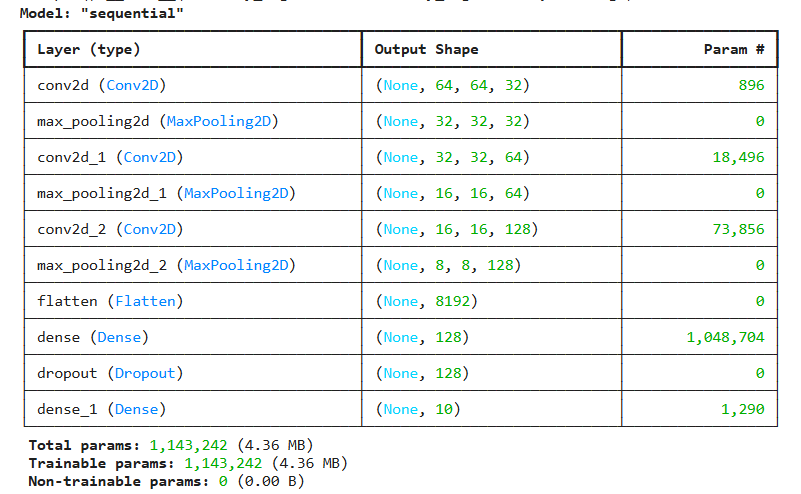 Model: "sequential"
Layer (type) Output Shape Param #
conv2d (Conv2D) (None, 64, 64, 32) 896
max_pooling2d (MaxPooling2D) (None, 32, 32, 32) 0
conv2d_1 (Conv2D) (None, 32, 32, 64) 18,496
max_pooling2d_1 (MaxPooling2D) (None, 16, 16, 64) 0
conv2d_2 (Conv2D) (None, 16, 16, 128) 73,856
max_pooling2d_2 (MaxPooling2D) (None, 8, 8, 128) 0
flatten (Flatten) (None, 8192) 0
dense (Dense) (None, 128) 1,048,704
dropout (Dropout) (None, 128) 0
dense_1 (Dense) (None, 10) 1,290
Total params: 1,143,242 (4.36 MB)
Trainable params: 1,143,242 (4.36 MB)
Non-trainable params: 0 (0.00 B)